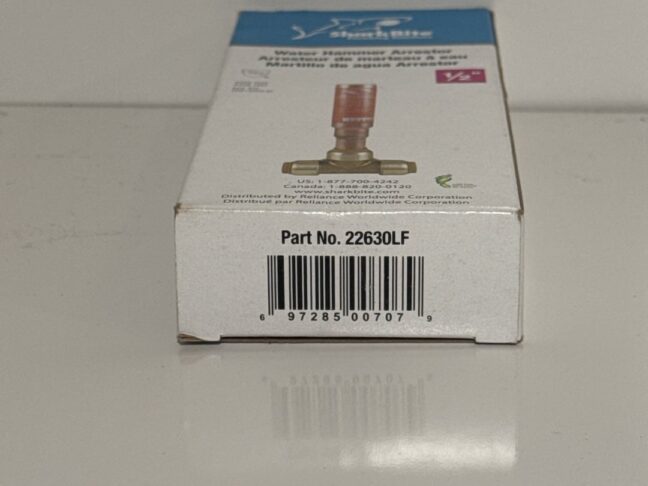 SharkBite
Water Hammer Arrestor
Arresteur de marteau à eau
Martillo de agua Arrestor
1/2"
US: 1-877-700-4242
Canada: 1-888-820-0120
www.sharkbite.com
Distributed by Reliance Worldwide Corporation
Distribué par Reliance Worldwide Corporation
Part No. 22630LF
6 97285 00707 9